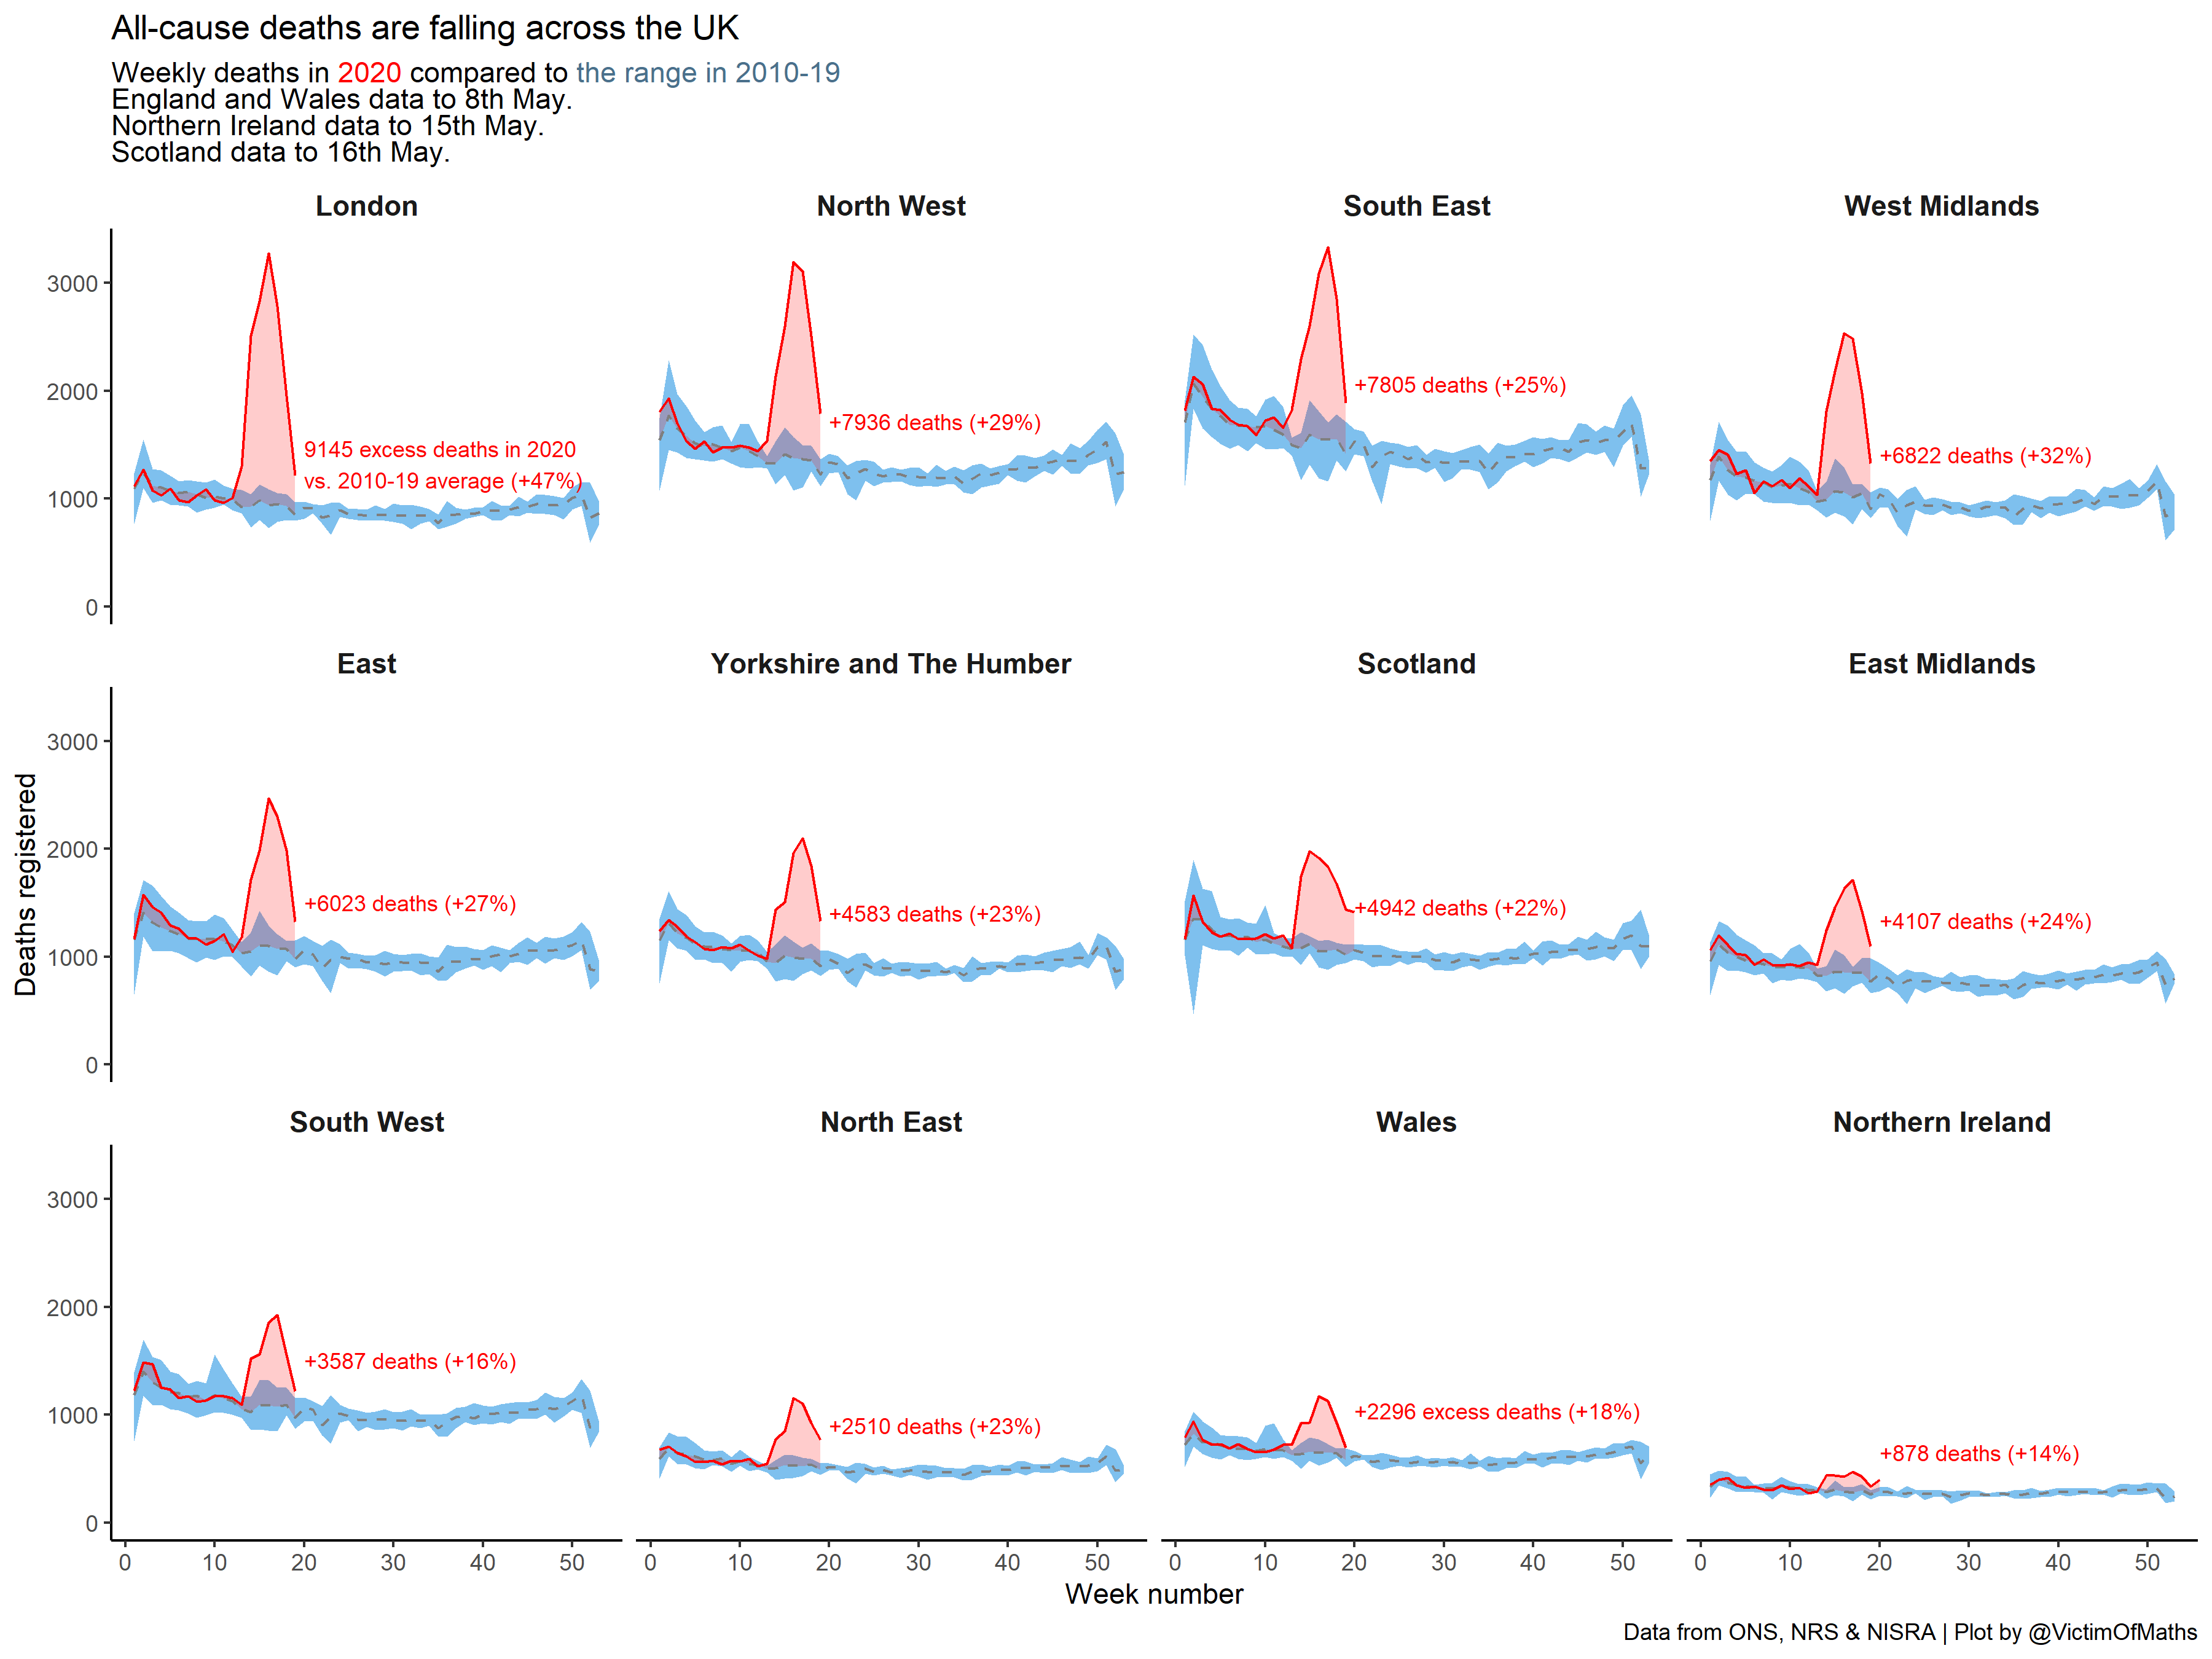 All-cause deaths are falling across the UK
Weekly deaths in 2020 compared to the range in 2010-19
England and Wales data to 8th May.
Northern Ireland data to 15th May.
Scotland data to 16th May.
London
North West
South East
West Midlands
3000
2000
1000
0
9145 excess deaths in 2020
vs. 2010-19 average (+47%)
+7936 deaths (+29%)
+7805 deaths (+25%)
+6822 deaths (+32%)
East
Yorkshire and The Humber
Scotland
East Midlands
Deaths registered
3000
2000
1000
0
+6023 deaths (+27%)
+4583 deaths (+23%)
+4942 deaths (+22%)
+4107 deaths (+24%)
South West
North East
Wales
Northern Ireland
3000
2000
1000
0
+3587 deaths (+16%)
+2510 deaths (+23%)
+2296 excess deaths (+18%)
+878 deaths (+14%)
0 10 20 30 40 50
0 10 20 30 40 50
0 10 20 30 40 50
0 10 20 30 40 50
Week number
Data from ONS, NRS & NISRA | Plot by @VictimOfMaths